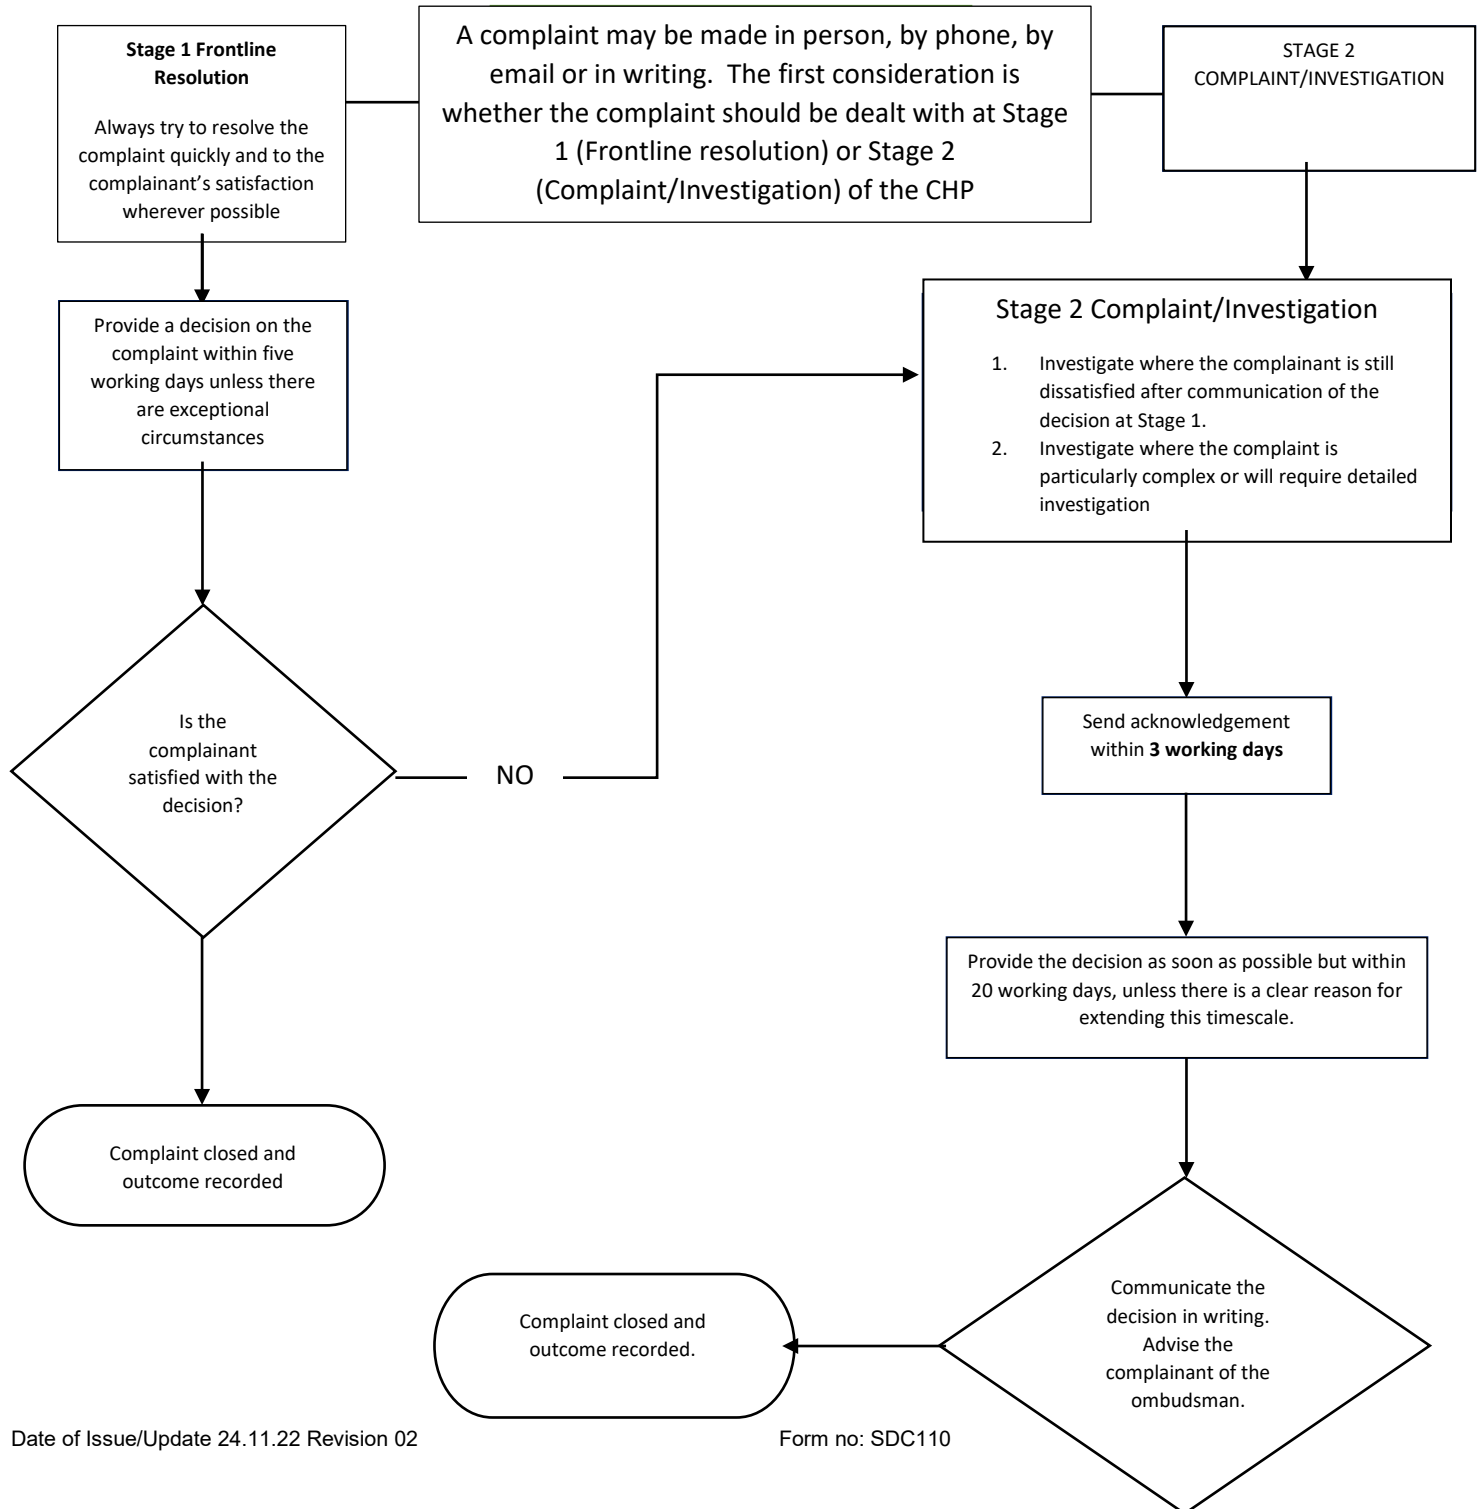 Stage 1 Frontline
Resolution
Always try to resolve the
complaint quickly and to the
complainant’s satisfaction
wherever possible
A complaint may be made in person, by phone, by
email or in writing.  The first consideration is
whether the complaint should be dealt with at Stage
1 (Frontline resolution) or Stage 2
(Complaint/Investigation) of the CHP
STAGE 2
COMPLAINT/INVESTIGATION
Provide a decision on the
complaint within five
working days unless there
are exceptional
circumstances
Stage 2 Complaint/Investigation
1. Investigate where the complainant is still
dissatisfied after communication of the
decision at Stage 1.
2. Investigate where the complaint is
particularly complex or will require detailed
investigation
Is the
complainant
satisfied with the
decision?
NO
Send acknowledgement
within 3 working days
Provide the decision as soon as possible but within
20 working days, unless there is a clear reason for
extending this timescale.
Complaint closed and
outcome recorded
Communicate the
decision in writing.
Advise the
complainant of the
ombudsman.
Complaint closed and
outcome recorded.
Date of Issue/Update 24.11.22 Revision 02
Form no: SDC110